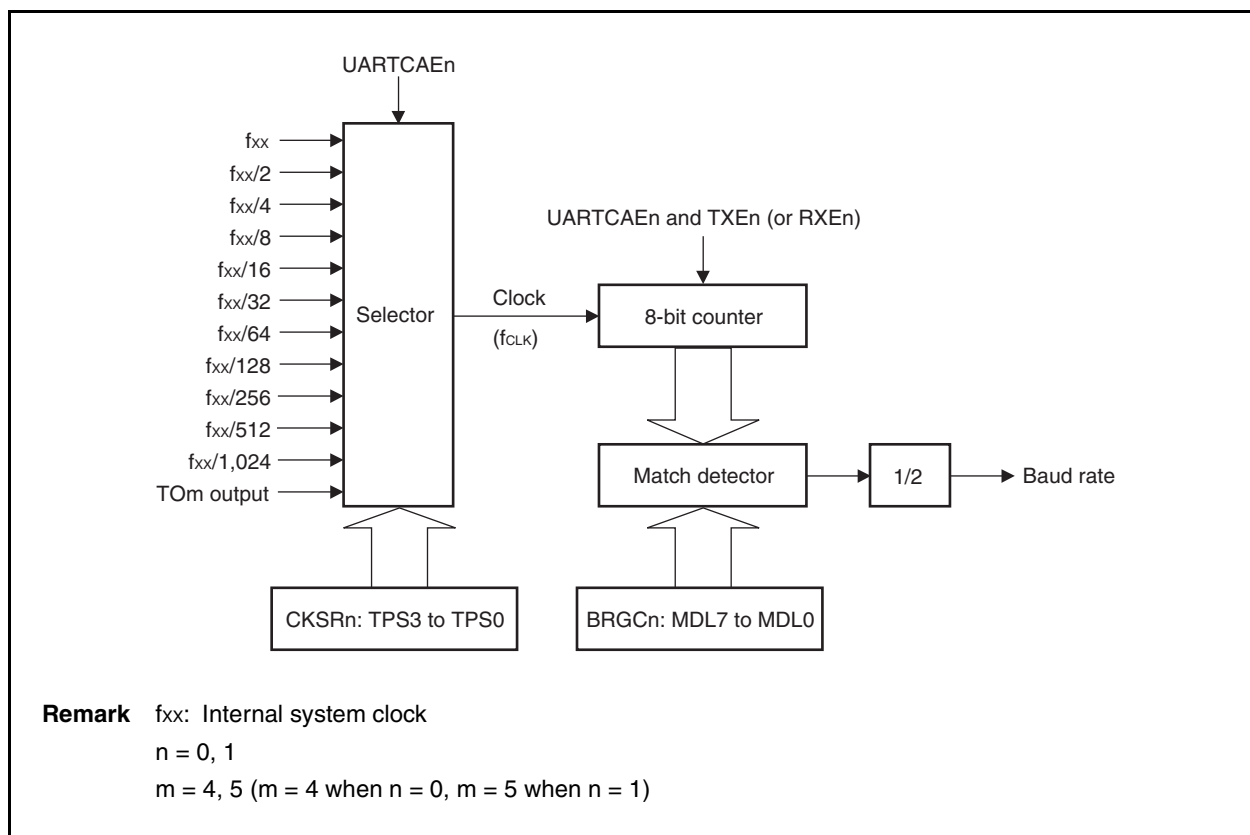 UARTCAEn
fxx
fxx/2
fxx/4
fxx/8
fxx/16
fxx/32
fxx/64
fxx/128
fxx/256
fxx/512
fxx/1,024
TOm output
Selector
Clock
(fCLK)
UARTCAEn and TXEn (or RXEn)
8-bit counter
Match detector
1/2
Baud rate
CKSRn: TPS3 to TPS0
BRGCn: MDL7 to MDL0
Remark fxx: Internal system clock
n = 0, 1
m = 4, 5 (m = 4 when n = 0, m = 5 when n = 1)